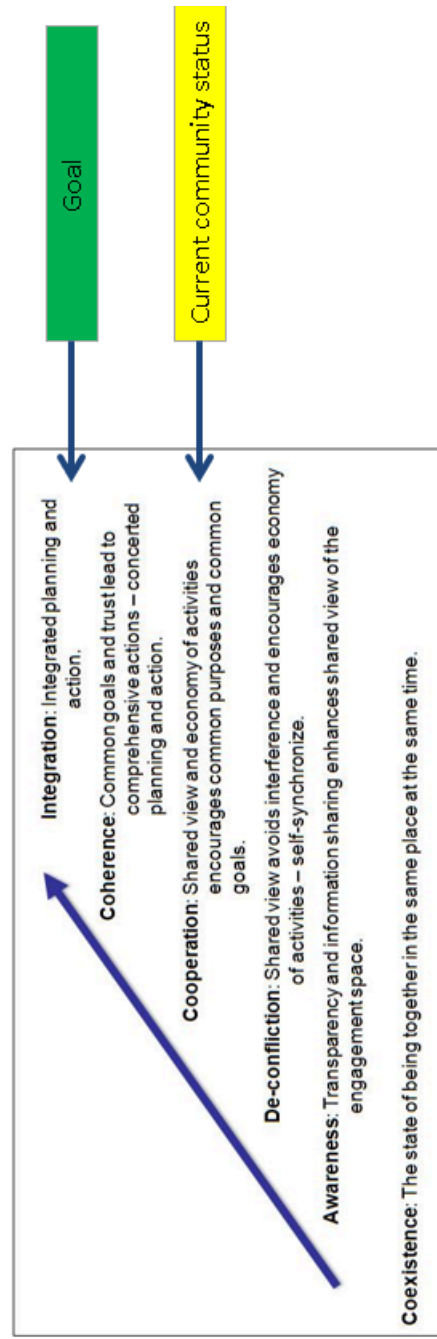 Integration: Integrated planning and
action.
Coherence: Common goals and trust lead to
comprehensive actions – concerted
planning and action.
Cooperation: Shared view and economy of activities
encourages common purposes and common
goals.
De-confliction: Shared view avoids interference and encourages economy
of activities – self-synchronize.
Awareness: Transparency and information sharing enhances shared view of the
engagement space.
Coexistence: The state of being together in the same place at the same time.
Goal
Current community status